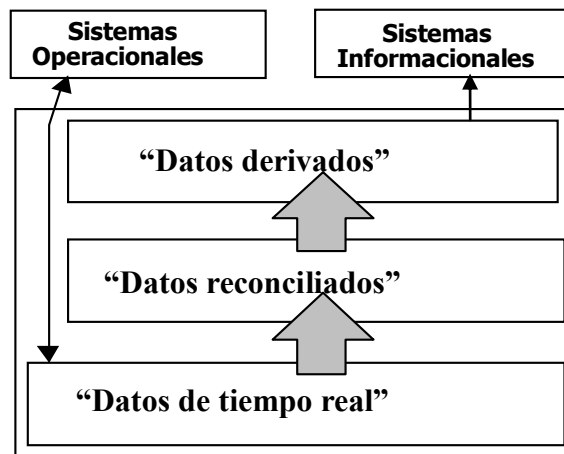 Sistemas
Operacionales
Sistemas
Informacionales
“Datos derivados”
“Datos reconciliados”
“Datos de tiempo real”